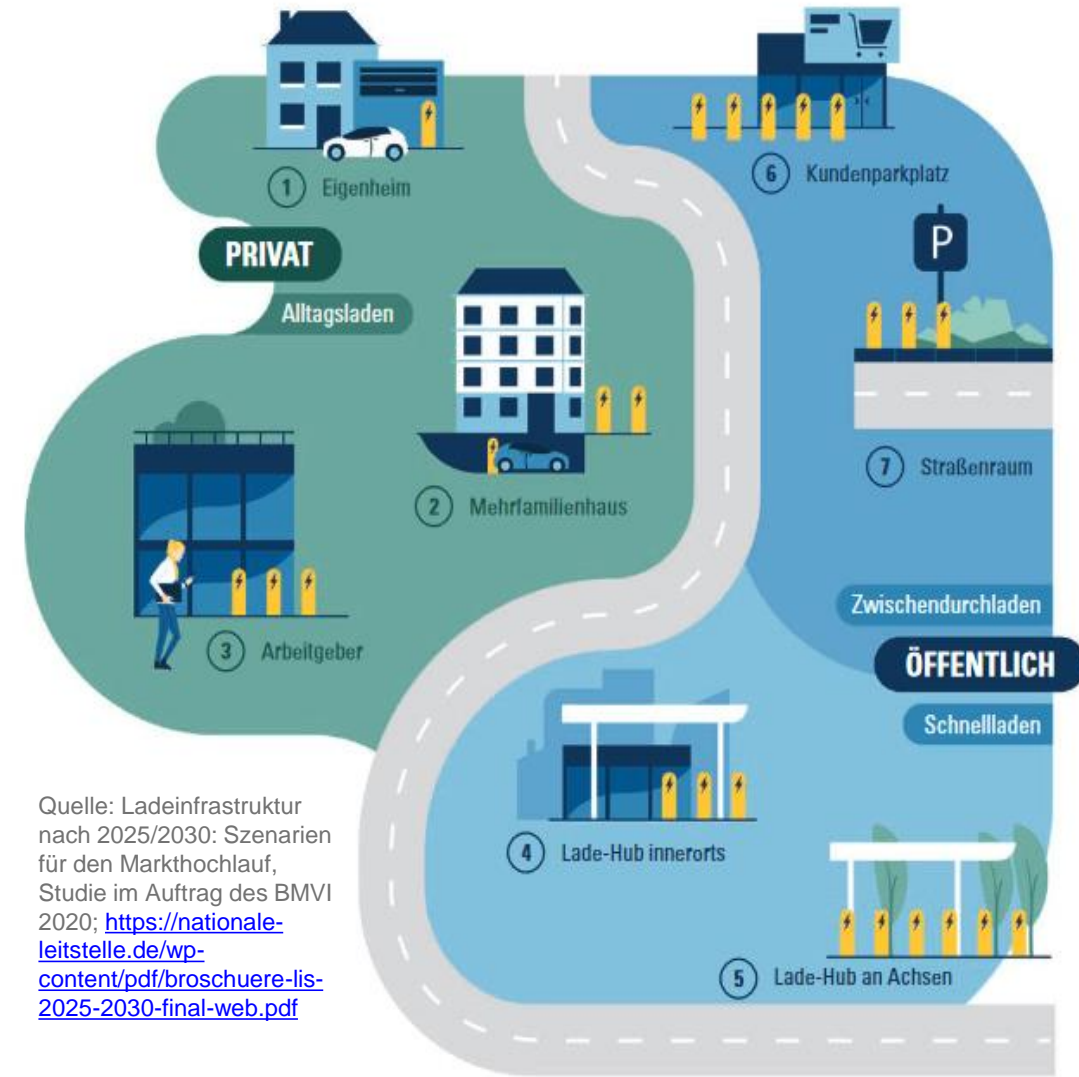 1 Eigenheim
PRIVAT
Alltagsladen
2 Mehrfamilienhaus
3 Arbeitgeber
6 Kundenparkplatz
P
7 Straßenraum
Zwischendurchladen
ÖFFENTLICH
Schnellladen
4 Lade-Hub innerorts
5 Lade-Hub an Achsen
Quelle: Ladeinfrastruktur
nach 2025/2030: Szenarien
für den Markthochlauf,
Studie im Auftrag des BMVI
2020; https://nationale-
leitstelle.de/wp-
content/pdf/broschuere-lis-
2025-2030-final-web.pdf